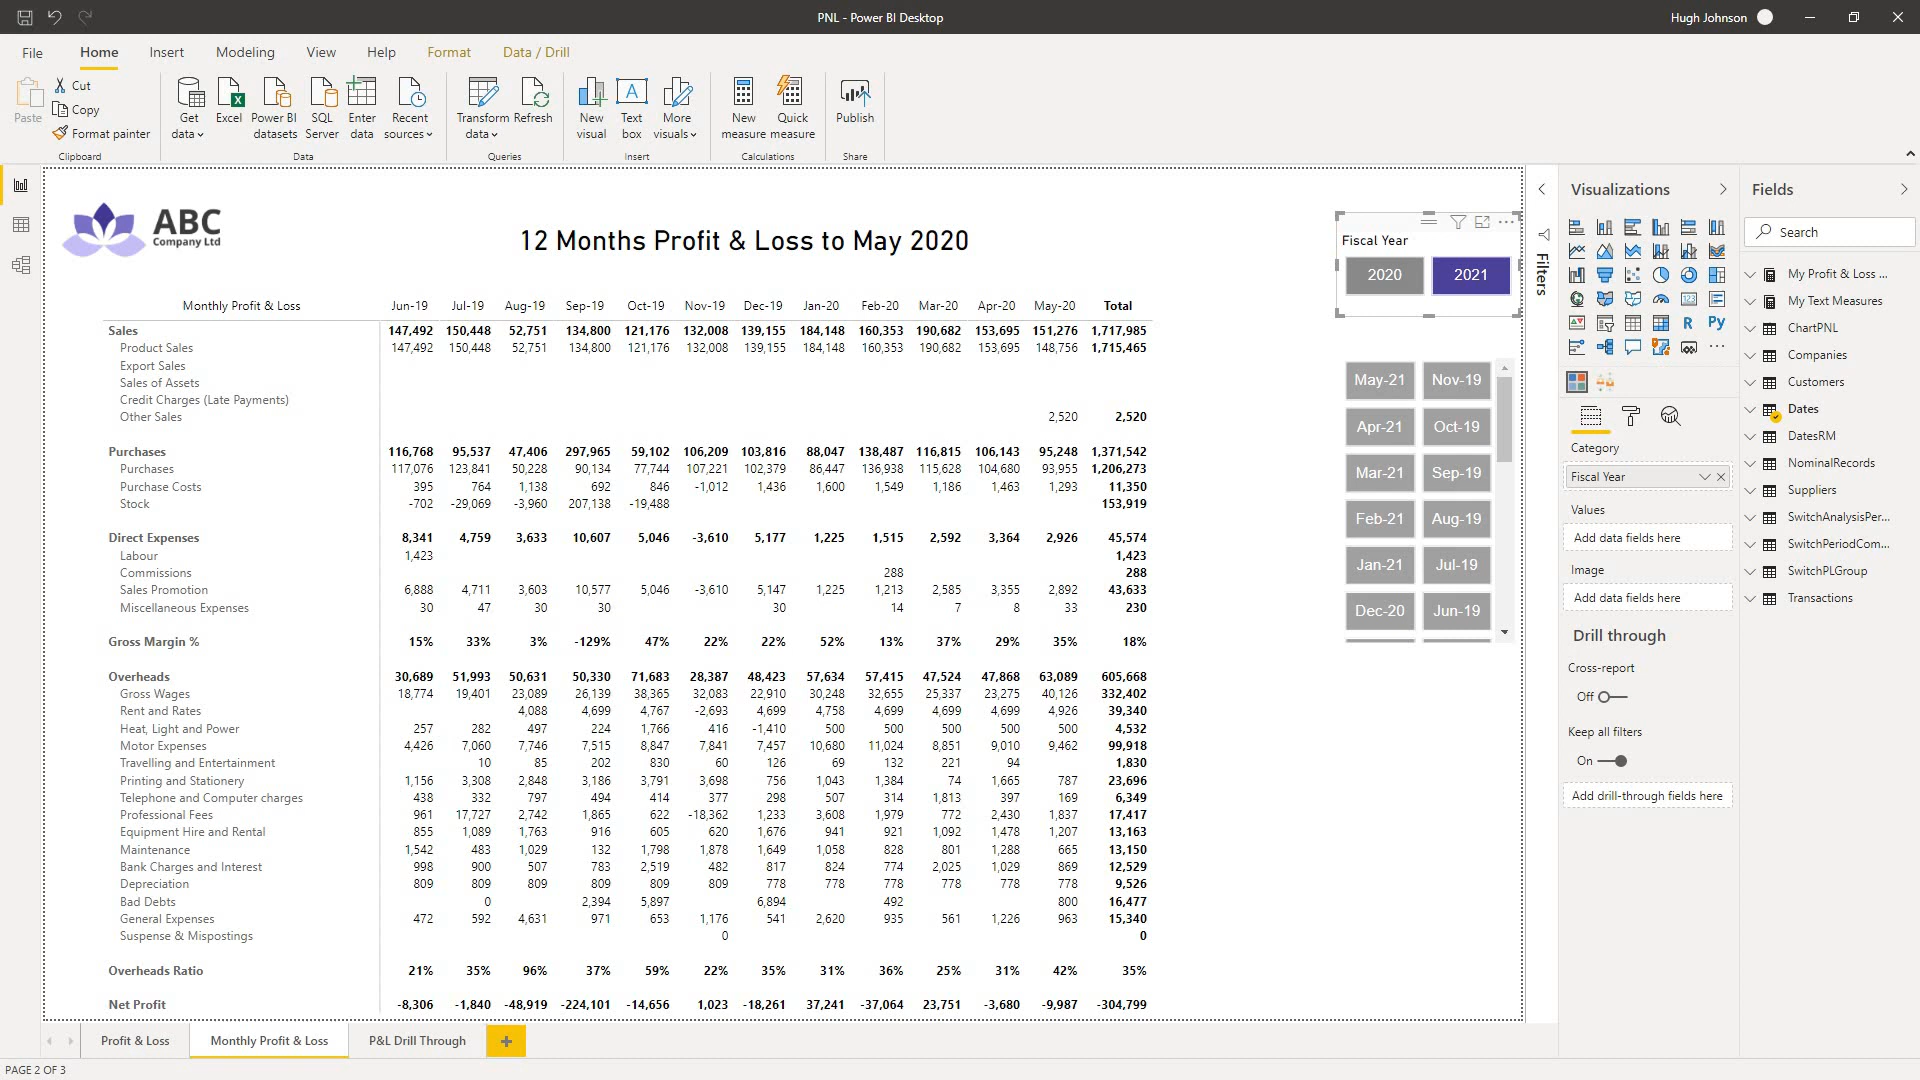 PNL - Power BI Desktop
Hugh Johnson
File Home Insert Modeling View Help Format Data / Drill
Paste
Cut
Copy
Format painter
Clipboard
Get data
Excel
Power BI datasets
SQL Server
Enter data
Recent sources
Data
Transform data
Refresh
Queries
New visual
Text box
More visuals
Insert
New measure
Quick measure
Calculations
Publish
Share
ABC
Company Ltd
12 Months Profit & Loss to May 2020
Monthly Profit & Loss Jun-19 Jul-19 Aug-19 Sep-19 Oct-19 Nov-19 Dec-19 Jan-20 Feb-20 Mar-20 Apr-20 May-20 Total
Sales 147,492 150,448 52,751 134,800 121,176 132,008 139,155 184,148 160,353 190,682 153,695 151,276 1,717,985
Product Sales 147,492 150,448 52,751 134,800 121,176 132,008 139,155 184,148 160,353 190,682 153,695 148,756 1,715,465
Export Sales
Sales of Assets
Credit Charges (Late Payments)
Other Sales 2,520 2,520
Purchases 116,768 95,537 47,406 297,965 59,102 106,209 103,816 88,047 138,487 116,815 106,143 95,248 1,371,542
Purchases 117,076 123,841 50,228 90,134 77,744 107,221 102,379 86,447 136,938 115,628 104,680 93,955 1,206,273
Purchase Costs 395 764 1,138 692 846 -1,012 1,436 1,600 1,549 1,186 1,463 1,293 11,350
Stock -702 -29,069 -3,960 207,138 -19,488 153,919
Direct Expenses 8,341 4,759 3,633 10,607 5,046 -3,610 5,177 1,225 1,515 2,592 3,364 2,926 45,574
Labour 1,423 1,423
Commissions 288 288
Sales Promotion 6,888 4,711 3,603 10,577 5,046 -3,610 5,147 1,225 1,213 2,585 3,355 2,892 43,633
Miscellaneous Expenses 30 47 30 30 30 14 7 8 33 230
Gross Margin % 15% 33% 3% -129% 47% 22% 22% 52% 13% 37% 29% 35% 18%
Overheads 30,689 51,993 50,631 50,330 71,683 28,387 48,423 57,634 57,415 47,524 47,868 63,089 605,668
Gross Wages 18,774 19,401 23,089 26,139 38,365 32,083 22,910 30,248 32,655 25,337 23,275 40,126 332,402
Rent and Rates 4,088 4,699 4,767 -2,693 4,699 4,758 4,699 4,699 4,699 4,926 39,340
Heat, Light and Power 257 282 497 224 1,766 416 -1,410 500 500 500 500 500 4,532
Motor Expenses 4,426 7,060 7,746 7,515 8,847 7,841 7,457 10,680 11,024 8,851 9,010 9,462 99,918
Travelling and Entertainment 10 85 202 830 60 126 69 132 221 94 1,830
Printing and Stationery 1,156 3,308 2,848 3,186 3,791 3,698 756 1,043 1,384 74 1,665 787 23,696
Telephone and Computer charges 438 332 797 494 414 377 298 507 314 1,813 397 169 6,349
Professional Fees 961 17,727 2,742 1,865 622 -18,362 1,233 3,608 1,979 772 2,430 1,837 17,417
Equipment Hire and Rental 855 1,089 1,763 916 605 620 1,676 941 921 1,092 1,478 1,207 13,163
Maintenance 1,542 483 1,029 132 1,798 1,878 1,649 1,058 828 801 1,288 665 13,150
Bank Charges and Interest 998 900 507 783 2,519 482 817 824 774 2,025 1,029 869 12,529
Depreciation 809 809 809 809 809 809 778 778 778 778 778 778 9,526
Bad Debts 0 2,394 5,897 6,894 492 800 16,477
General Expenses 472 592 4,631 971 653 1,176 541 2,620 935 561 1,226 963 15,340
Suspense & Mispostings 0 0
Overheads Ratio 21% 35% 96% 37% 59% 22% 35% 31% 36% 25% 31% 42% 35%
Net Profit -8,306 -1,840 -48,919 -224,101 -14,656 1,023 -18,261 37,241 -37,064 23,751 -3,680 -9,987 -304,799
Fiscal Year
2020 2021
May-21 Nov-19
Apr-21 Oct-19
Mar-21 Sep-19
Feb-21 Aug-19
Jan-21 Jul-19
Dec-20 Jun-19
Filters
Visualizations
R Py
Category
Fiscal Year
Values
Add data fields here
Image
Add data fields here
Drill through
Cross-report
Off
Keep all filters
On
Add drill-through fields here
Fields
Search
My Profit & Loss ...
My Text Measures
ChartPNL
Companies
Customers
Dates
DatesRM
NominalRecords
Suppliers
SwitchAnalysisPer...
SwitchPeriodCom...
SwitchPLGroup
Transactions
Profit & Loss Monthly Profit & Loss P&L Drill Through
PAGE 2 OF 3